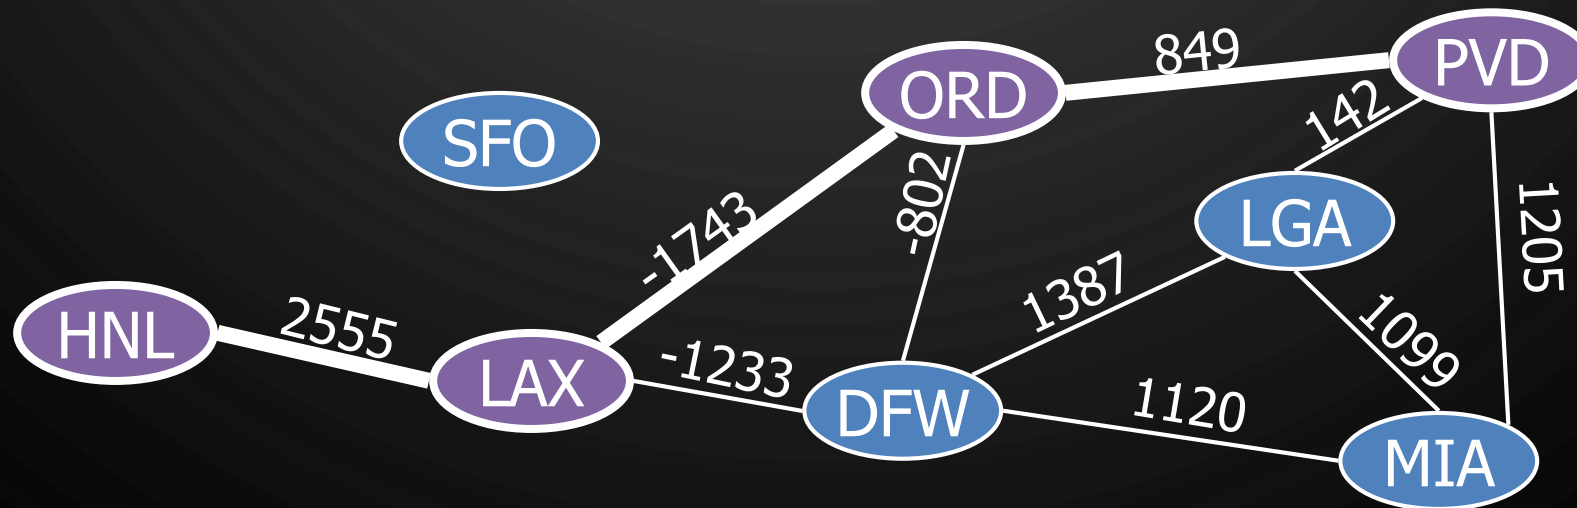 849
PVD
ORD
142
SFO
-802
-1743
LGA
1205
1387
HNL
2555
1099
LAX
-1233
DFW
1120
MIA